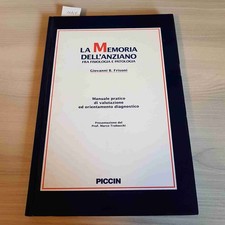 LA MEMORIA
DELL'ANZIANO
FRA FISIOLOGIA E PATOLOGIA
Giovanni B. Frisoni
Manuale pratico
di valutazione
ed orientamento diagnostico
Presentazione del
Prof. Marco Trabucchi
PICCIN